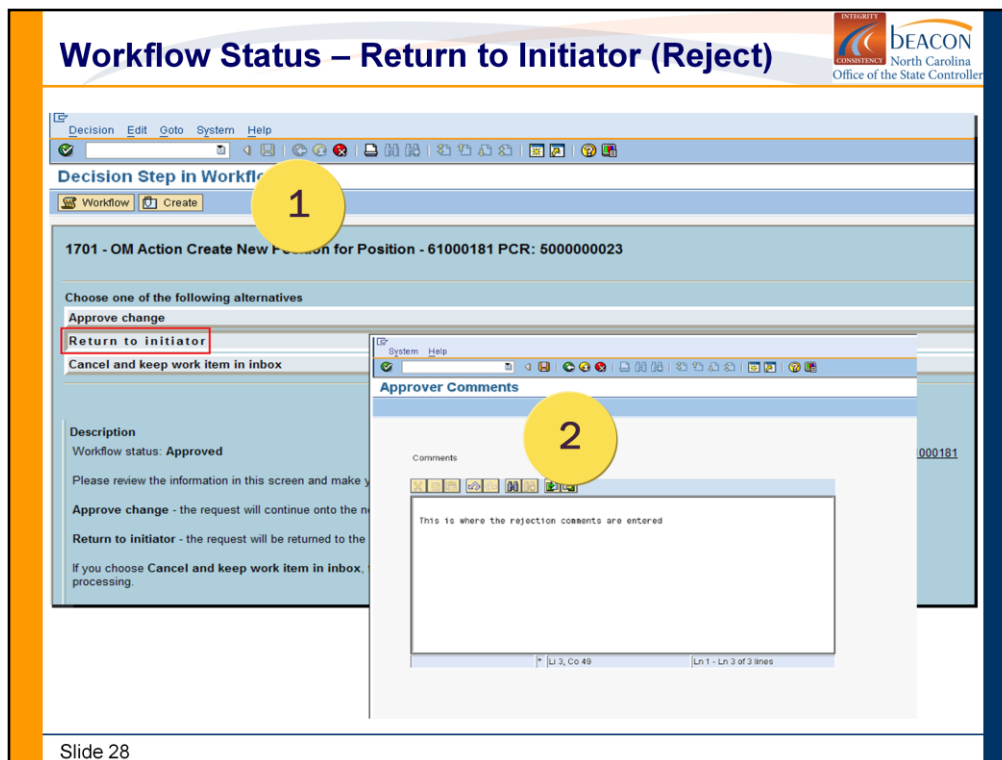 Workflow Status – Return to Initiator (Reject)
INTEGRITY
CONSISTENCY
BEACON
North Carolina
Office of the State Controller
Decision Edit Goto System Help
Decision Step in Workflo
Workflow Create
1
1701 - OM Action Create New Position for Position - 61000181 PCR: 5000000023
Choose one of the following alternatives
Approve change
Return to initiator
Cancel and keep work item in inbox
Description
Workflow status: Approved
000181
Please review the information in this screen and make y
Approve change - the request will continue onto the n
Return to initiator - the request will be returned to the
If you choose Cancel and keep work item in inbox,
processing.
System Help
Approver Comments
2
Comments
This is where the rejection comments are entered
* Li 3, Co 49 Ln 1 - Ln 3 of 3 lines
Slide 28